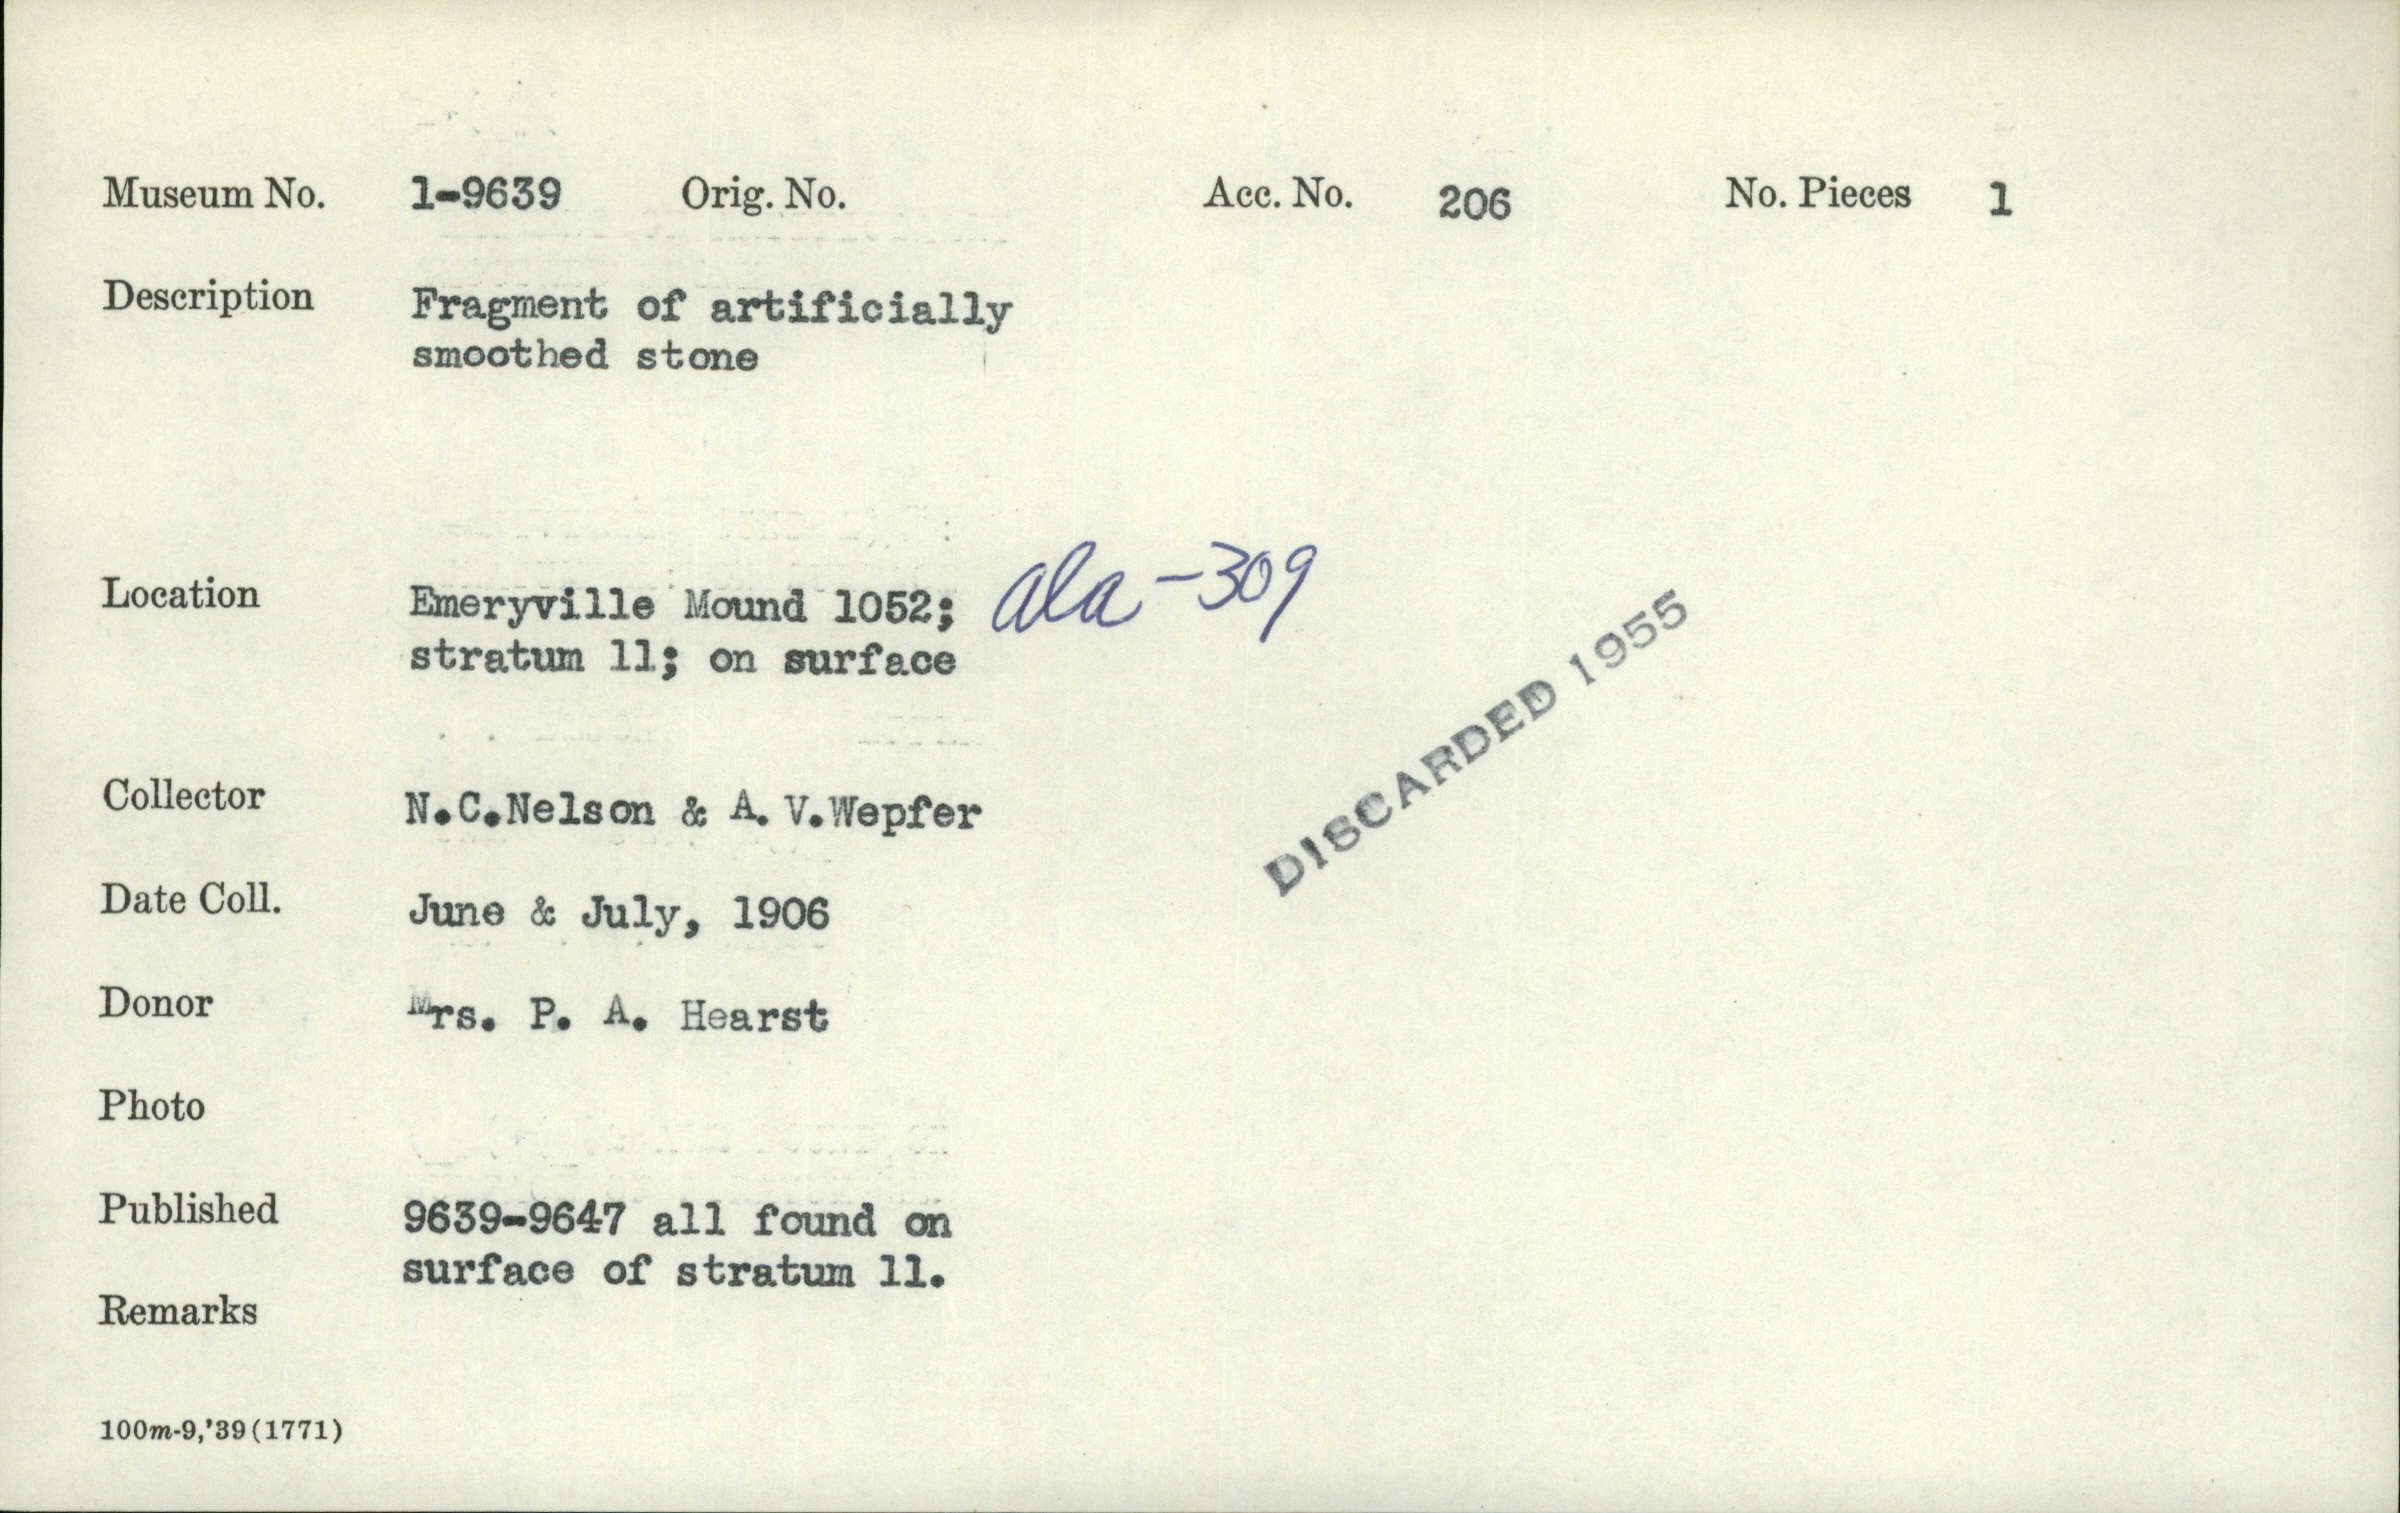 Museum No. 1-9639 Orig. No. Acc. No. 206 No. Pieces 1
Description Fragment of artificially
smoothed stone
Location Emeryville Mound 1052; ala-309
stratum 11; on surface
DISCARDED 1955
Collector N.C.Nelson & A. V.Wepfer
Date Coll. June & July, 1906
Donor Mrs. P. A. Hearst
Photo
Published 9639-9647 all found on
surface of stratum 11.
Remarks
100m-9,'39(1771)